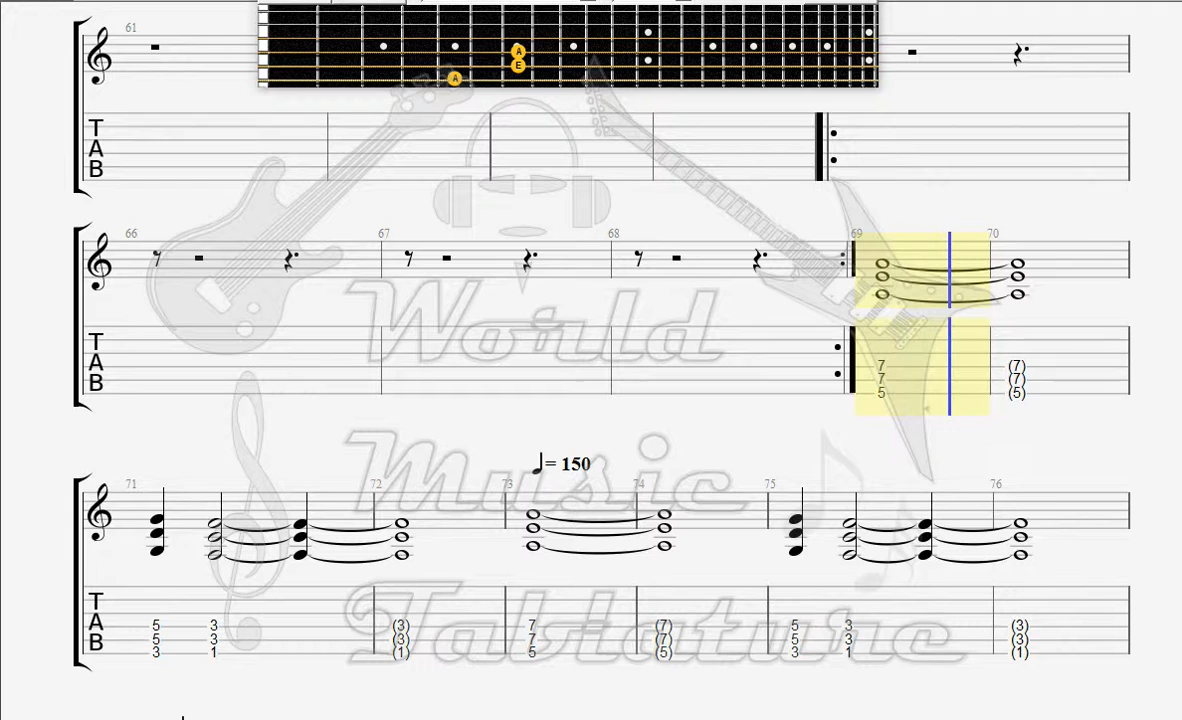 61
A
E
A
T
A
B
66 67 68 69 70
T
A
B
7 (7)
7 (7)
5 (5)
World
Music
Tablature
= 150
71 72 73 74 75 76
T
A
B
5 3 (3) 7 (7) 5 3 (3)
5 3 (3) 7 (7) 5 3 (3)
3 1 (1) 5 (5) 3 1 (1)